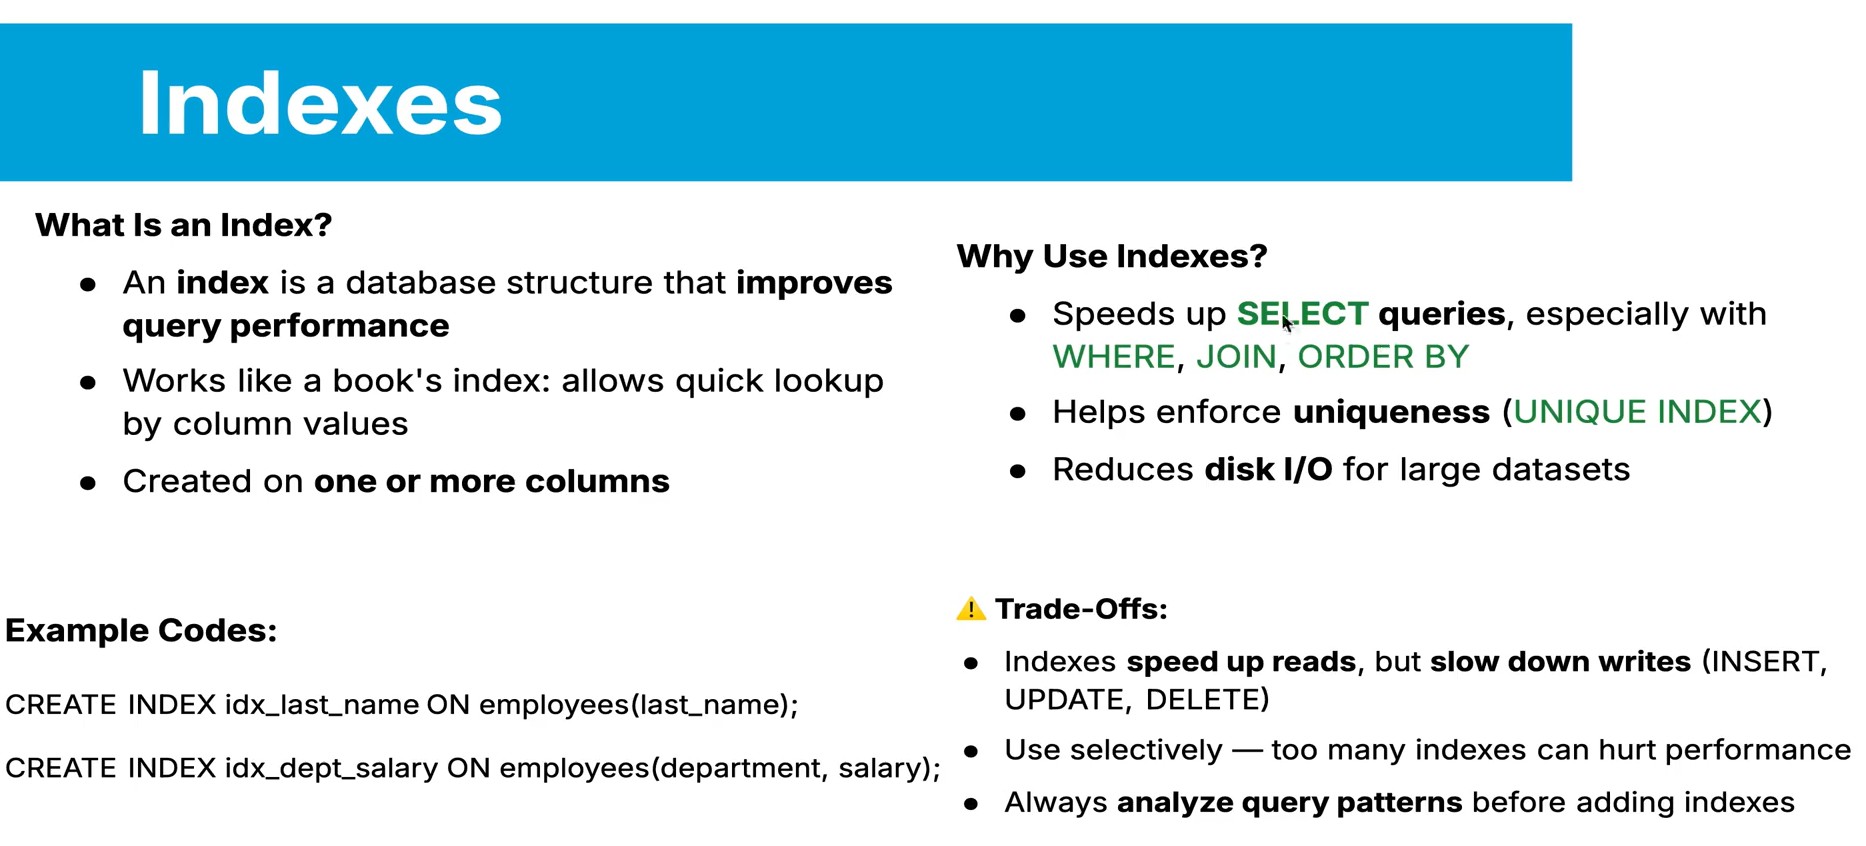 Indexes
What Is an Index?
● An index is a database structure that improves
query performance
● Works like a book's index: allows quick lookup
by column values
● Created on one or more columns
Why Use Indexes?
● Speeds up SELECT queries, especially with
WHERE, JOIN, ORDER BY
● Helps enforce uniqueness (UNIQUE INDEX)
● Reduces disk I/O for large datasets
Example Codes:
CREATE INDEX idx_last_name ON employees(last_name);
CREATE INDEX idx_dept_salary ON employees(department, salary);
⚠️ Trade-Offs:
● Indexes speed up reads, but slow down writes (INSERT,
UPDATE, DELETE)
● Use selectively — too many indexes can hurt performance
● Always analyze query patterns before adding indexes